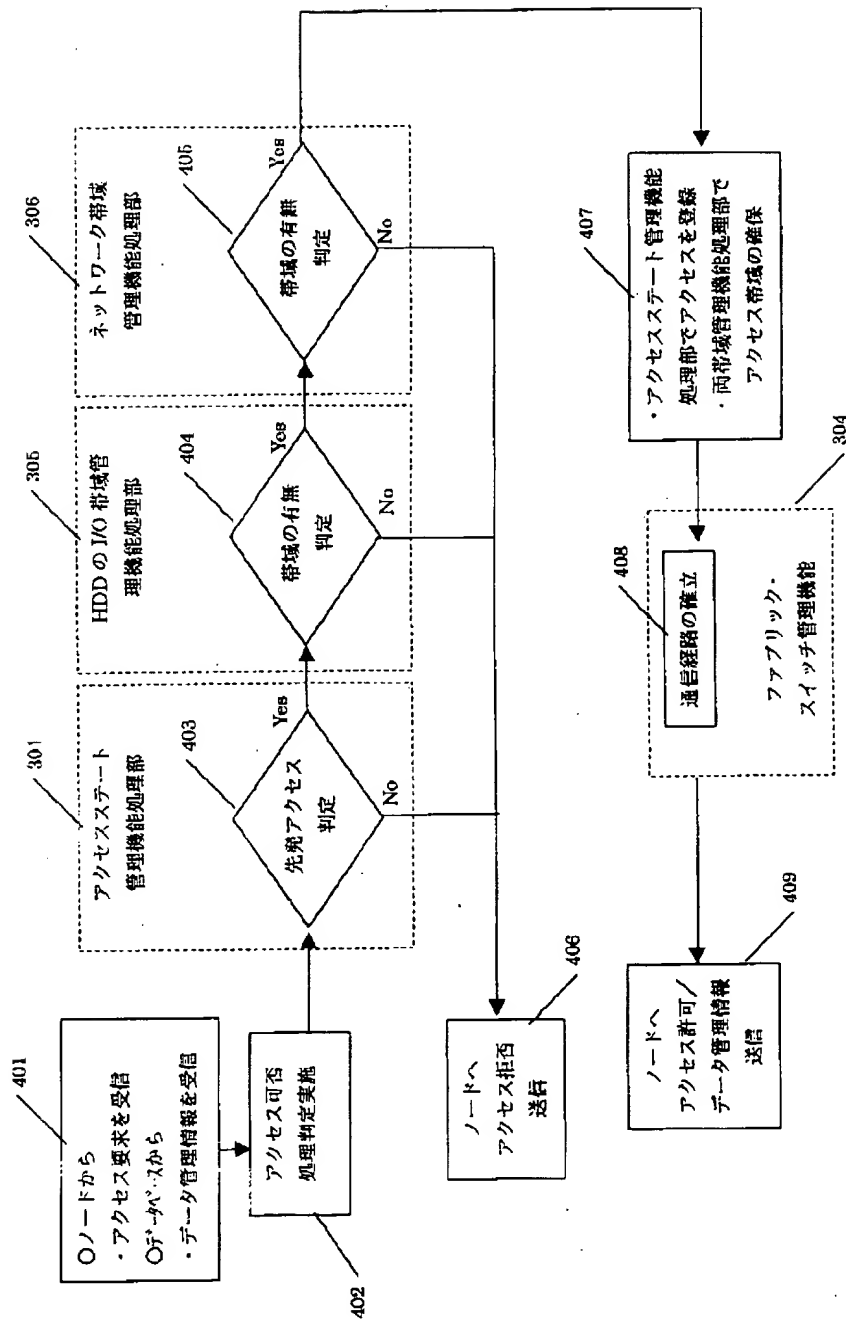 401
○ノードから
・アクセス要求を受信
○データベースから
・データ管理情報を受信
402
アクセス可否
処理判定実施
301
アクセスステート
管理機能処理部
403
先発アクセス
判定
Yes
No
305
HDDのI/O帯域管
理機能処理部
404
帯域の有無
判定
Yes
No
306
ネットワーク帯域
管理機能処理部
405
帯域の有無
判定
Yes
No
406
ノードへ
アクセス拒否
送信
407
・アクセスステート管理機能
処理部でアクセスを登録
・両帯域管理機能処理部で
アクセス帯域の確保
304
408
通信経路の確立
ファブリック・
スイッチ管理機能
409
ノードへ
アクセス許可/
データ管理情報
送信